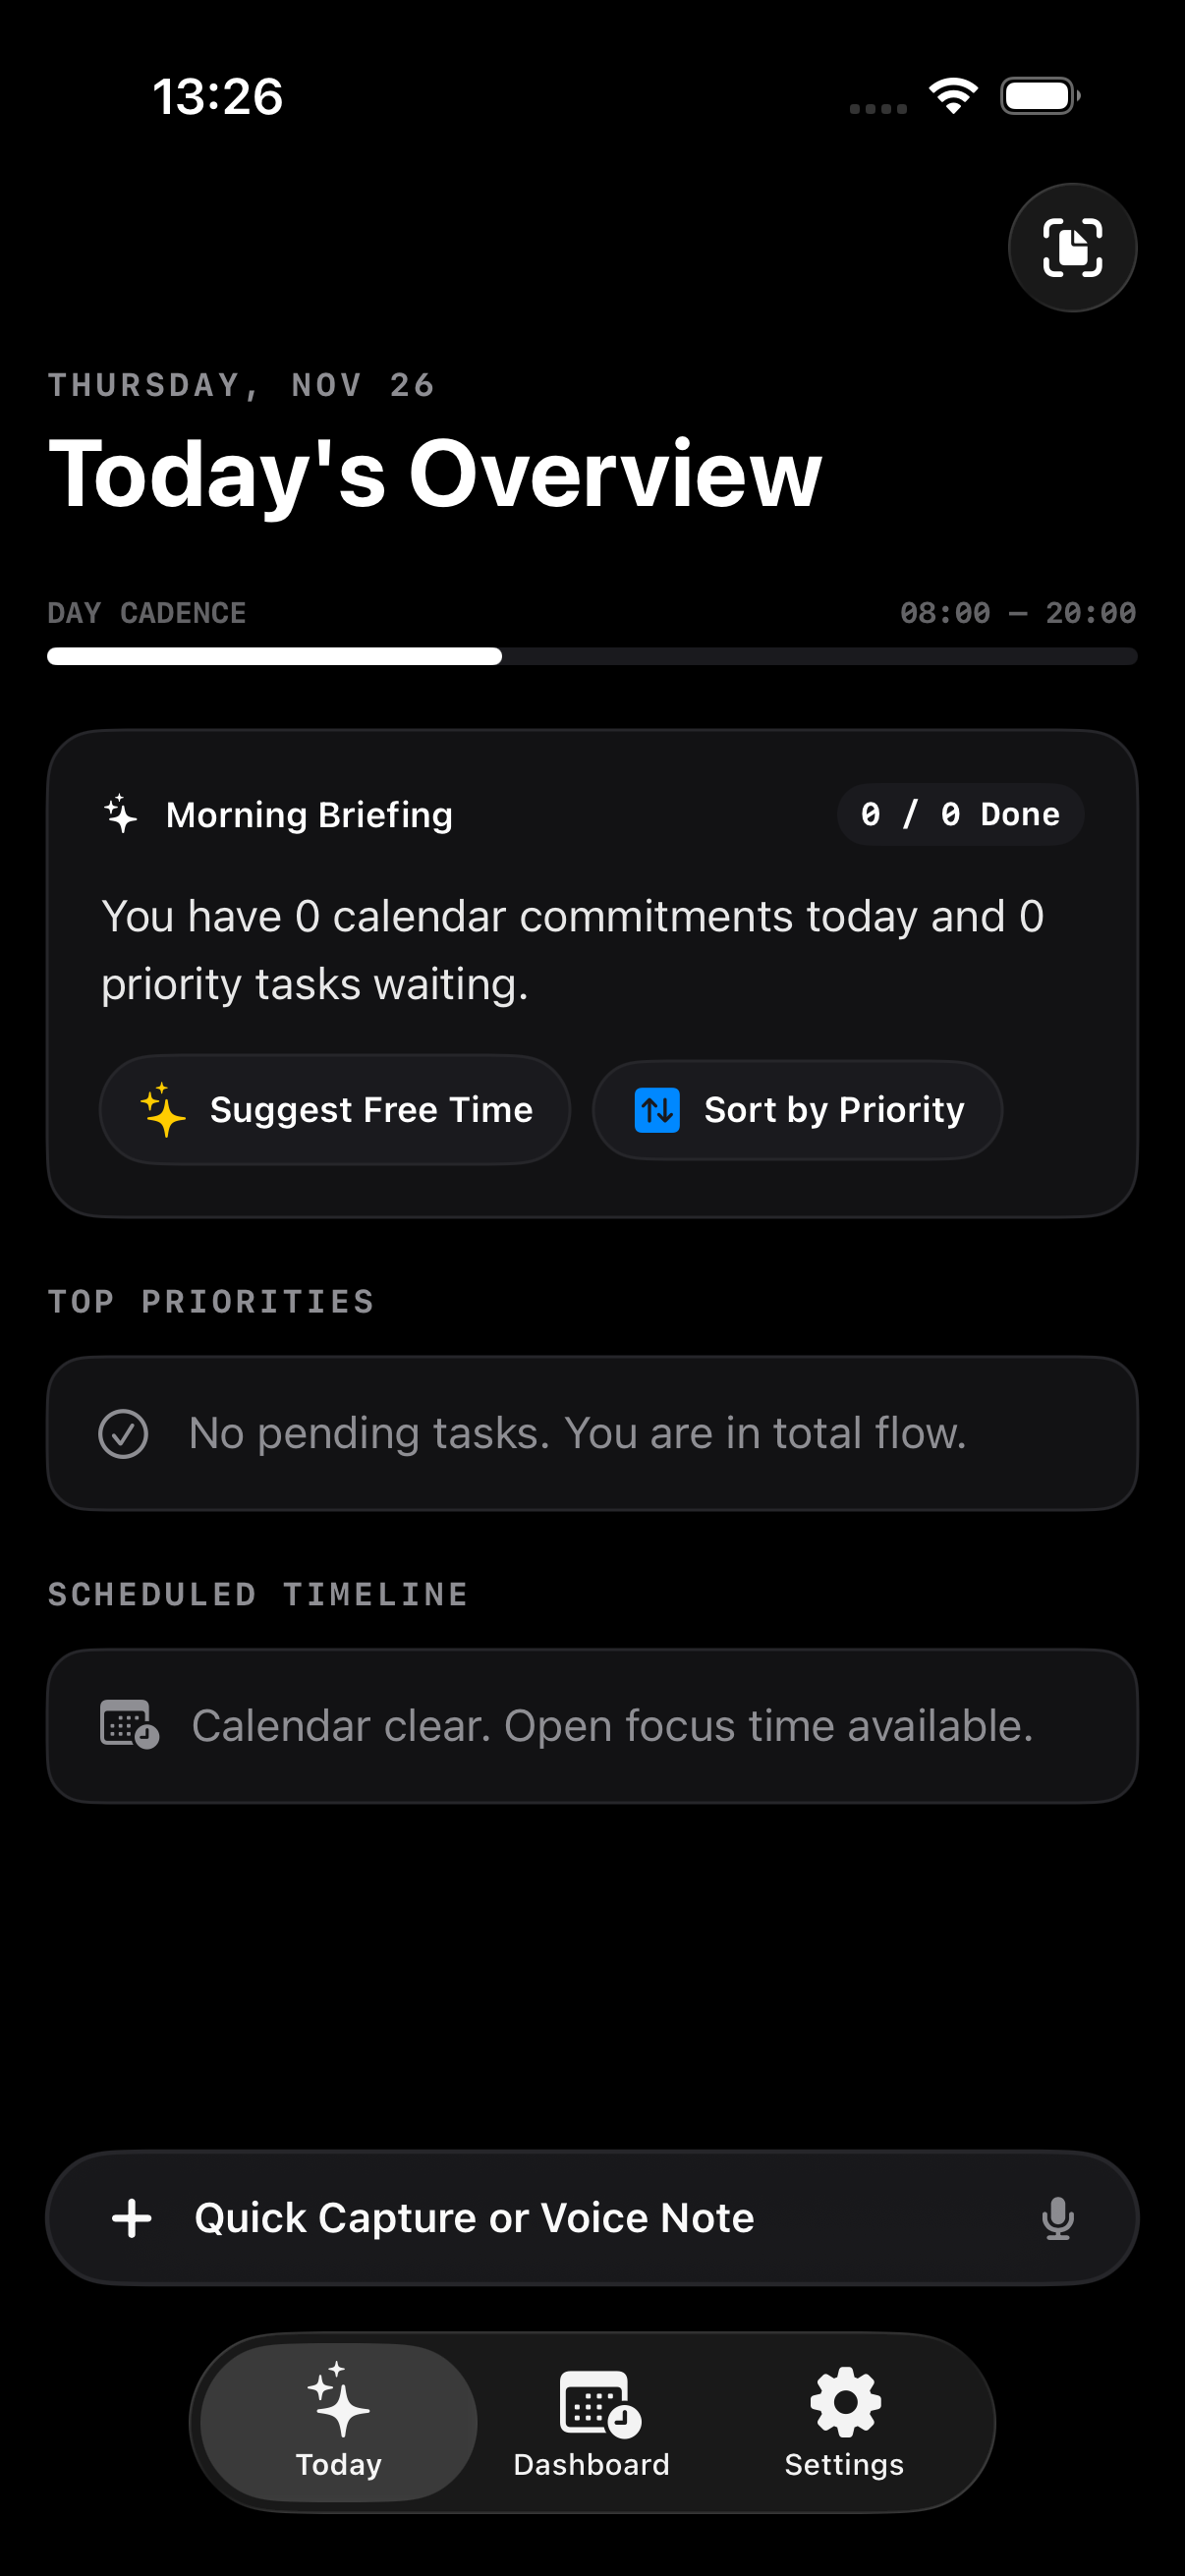 13:26
THURSDAY, NOV 26
Today's Overview
DAY CADENCE 08:00 — 20:00
Morning Briefing 0 / 0 Done
You have 0 calendar commitments today and 0
priority tasks waiting.
Suggest Free Time Sort by Priority
TOP PRIORITIES
No pending tasks. You are in total flow.
SCHEDULED TIMELINE
Calendar clear. Open focus time available.
Quick Capture or Voice Note
Today Dashboard Settings